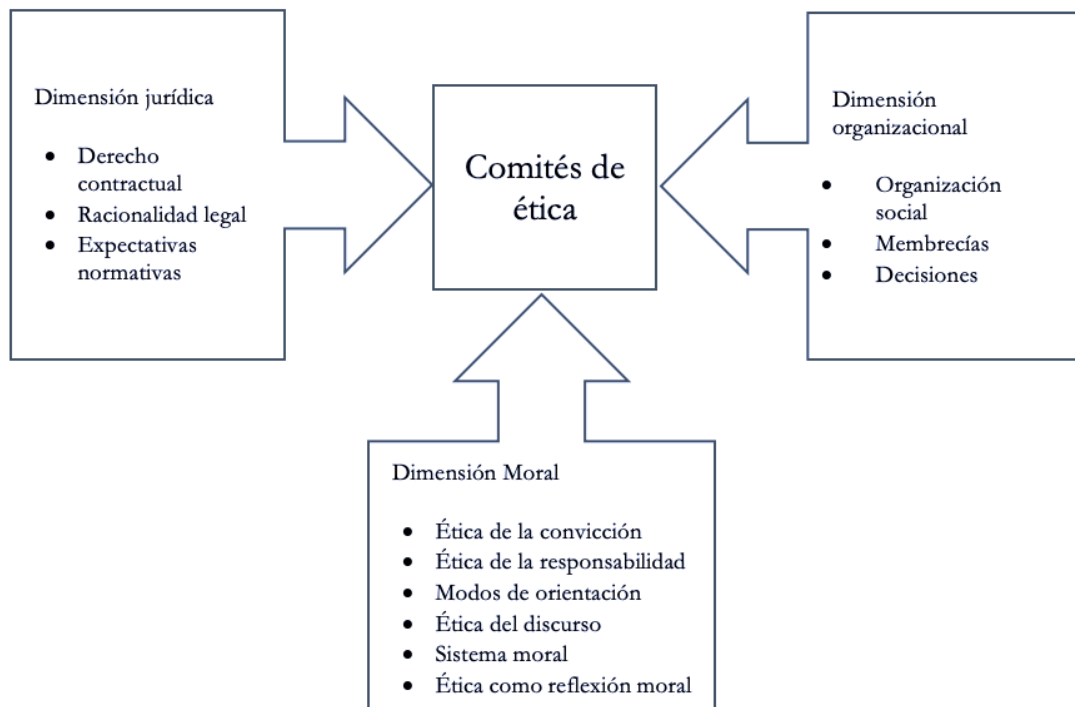 Dimensión jurídica
• Derecho
contractual
• Racionalidad legal
• Expectativas
normativas
Comités de
ética
Dimensión
organizacional
• Organización
social
• Membrecías
• Decisiones
Dimensión Moral
• Ética de la convicción
• Ética de la responsabilidad
• Modos de orientación
• Ética del discurso
• Sistema moral
• Ética como reflexión moral